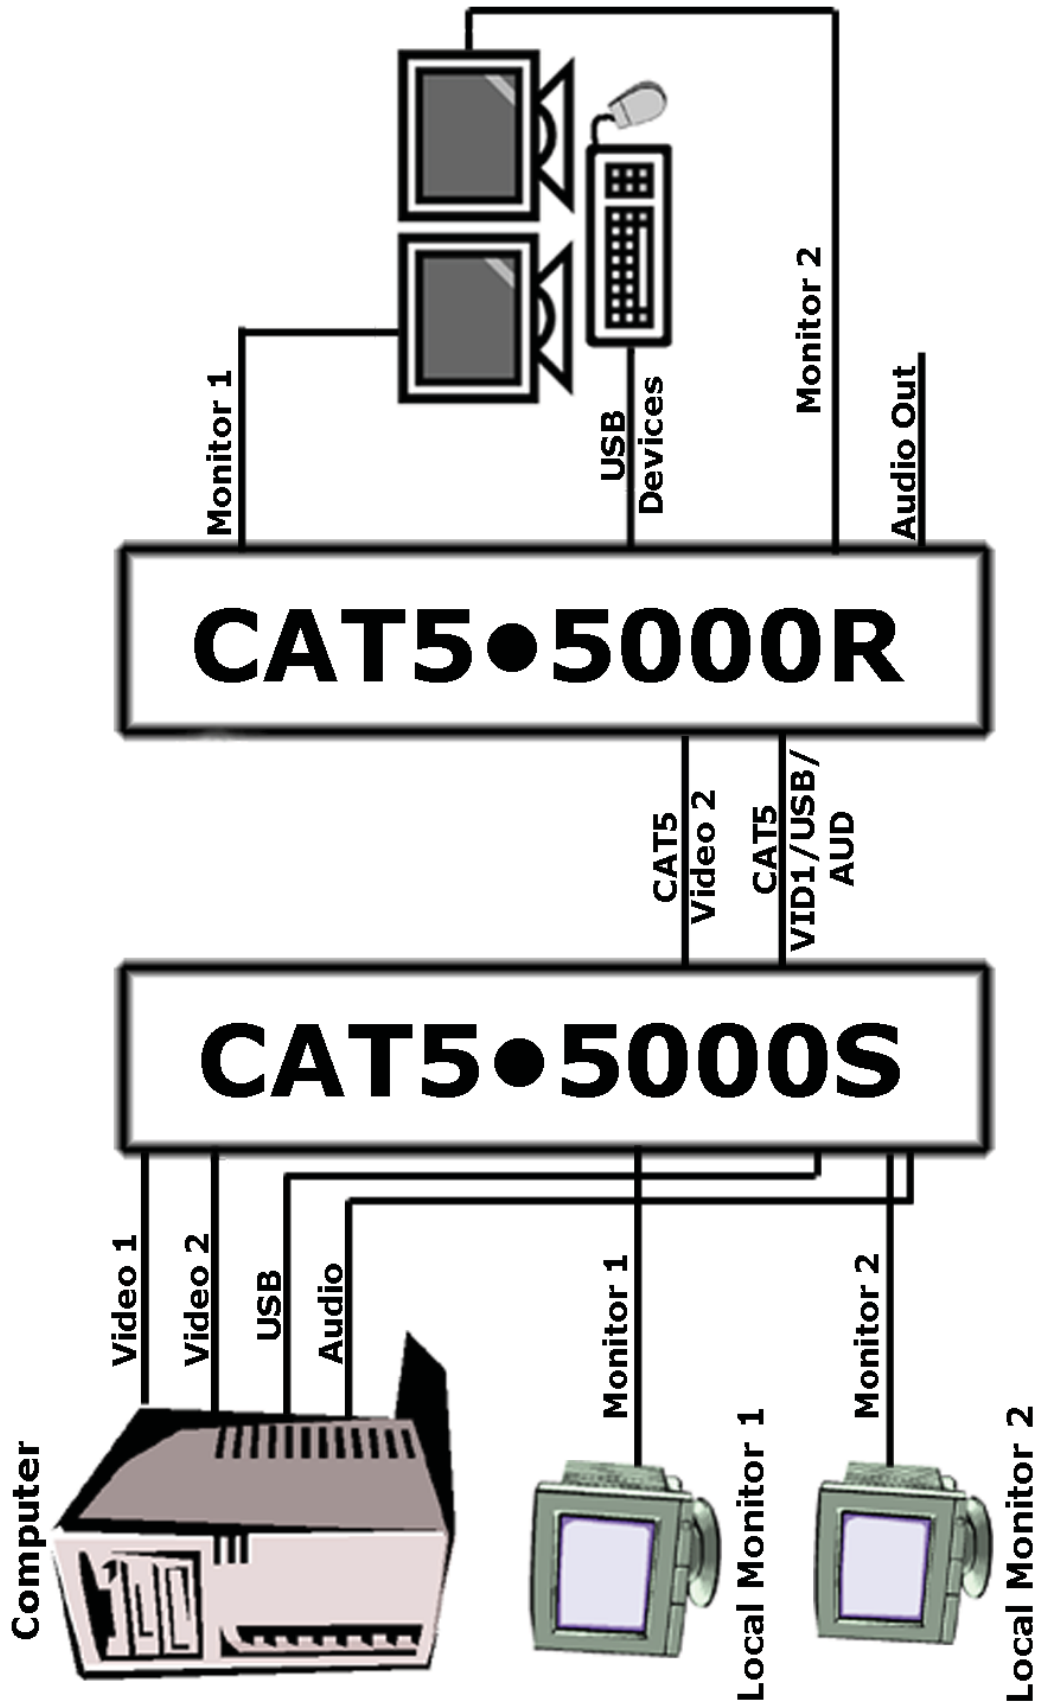 Monitor 1
USB
Devices
Monitor 2
Audio Out
CAT5•5000R
CAT5
Video 2
CAT5
VID1/USB/
AUD
CAT5•5000S
Video 1
Video 2
USB
Audio
Monitor 1
Monitor 2
Computer
Local Monitor 1
Local Monitor 2